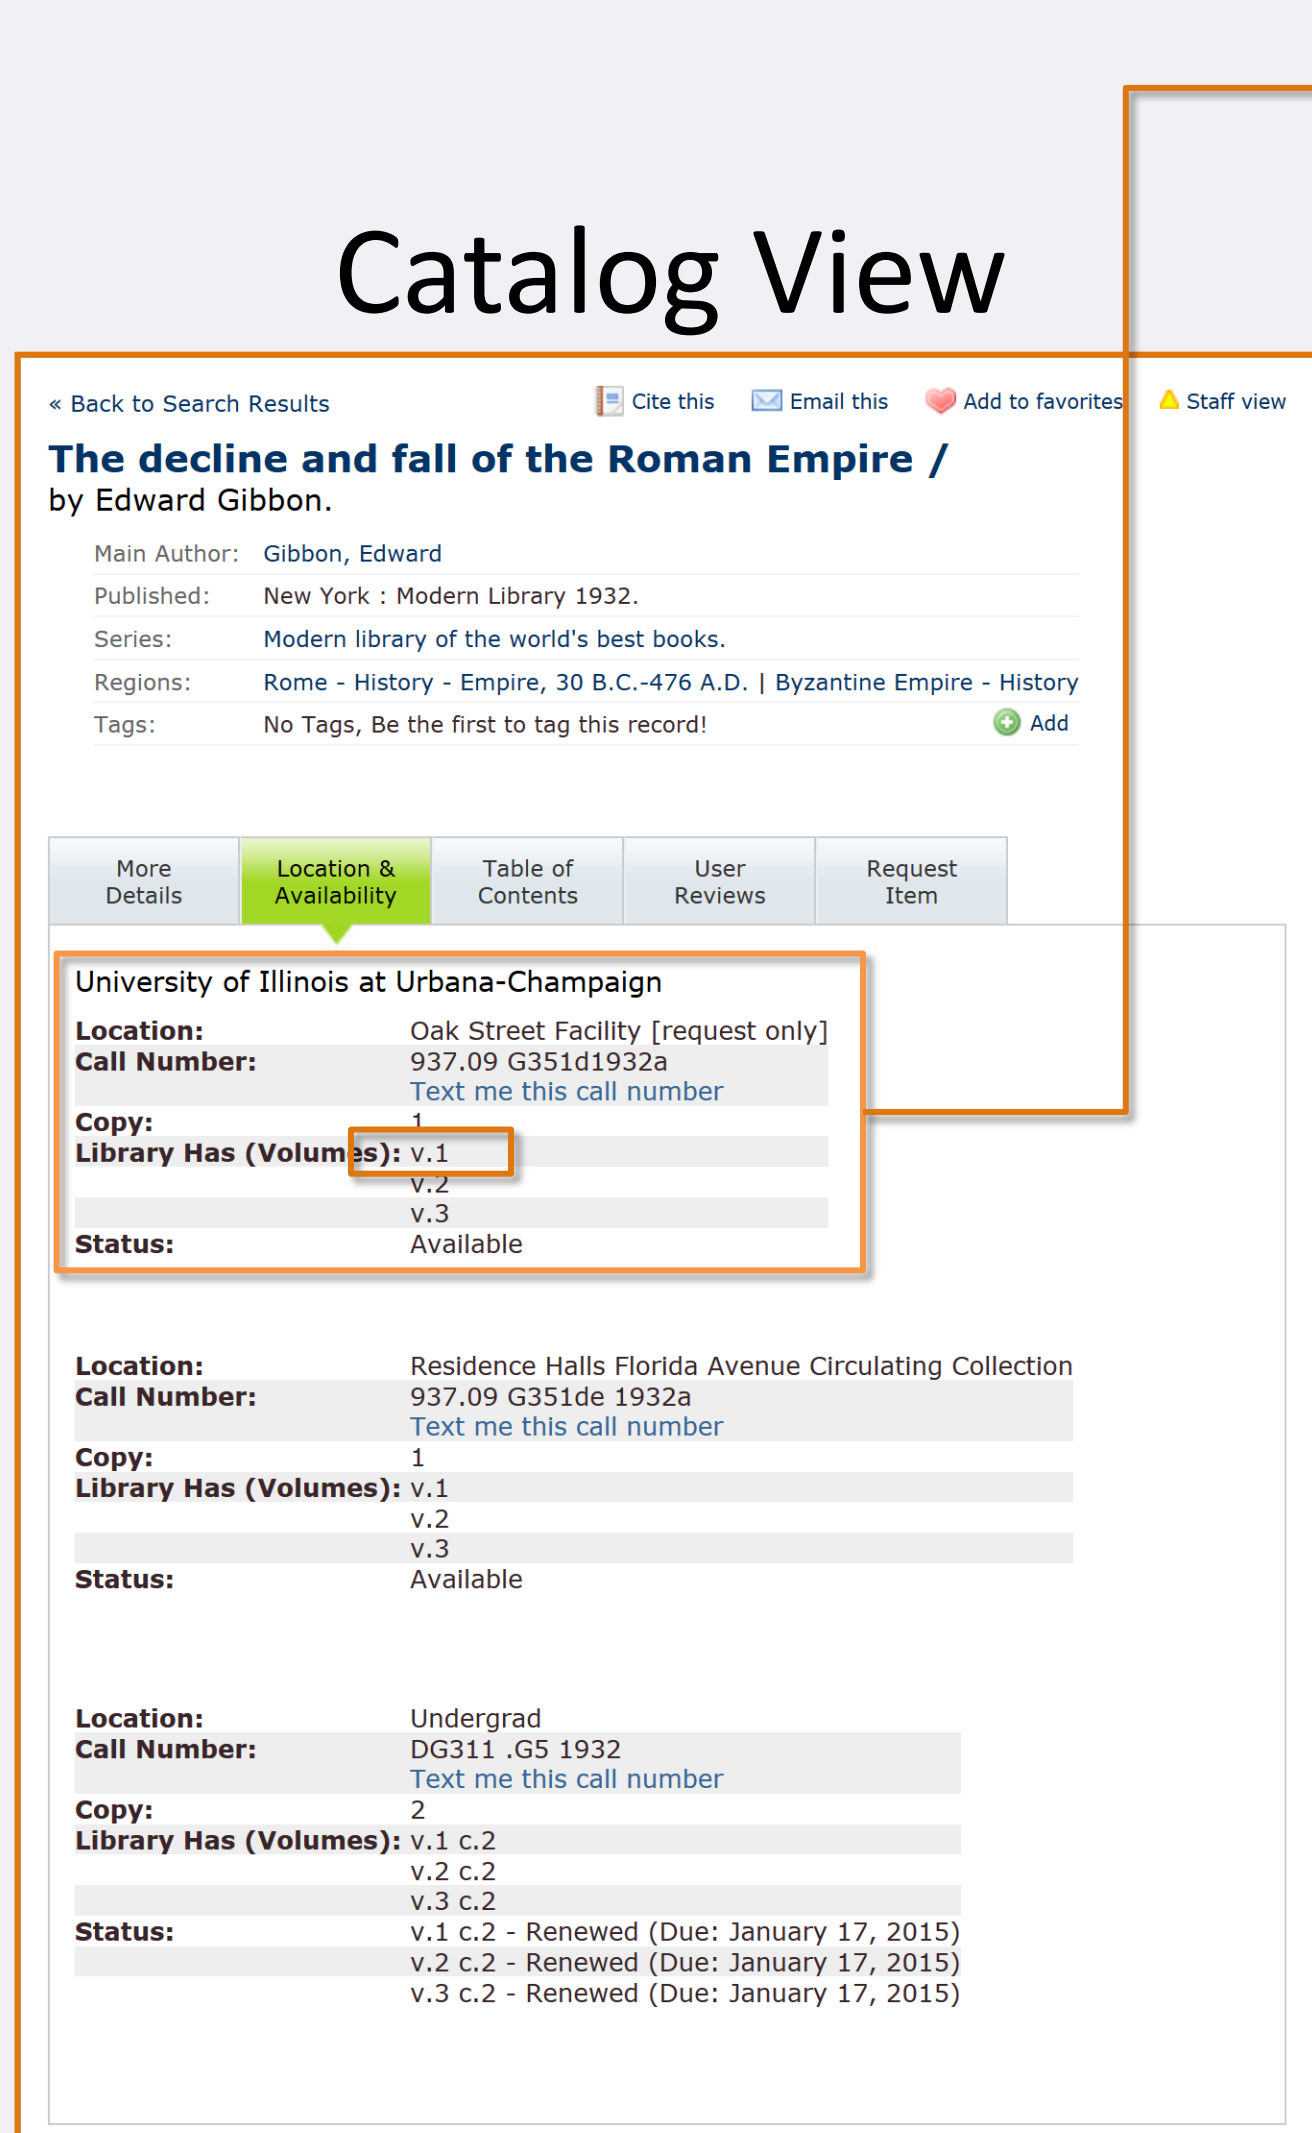 Catalog View
« Back to Search Results Cite this Email this Add to favorites Staff view
The decline and fall of the Roman Empire /
by Edward Gibbon.
Main Author: Gibbon, Edward
Published: New York : Modern Library 1932.
Series: Modern library of the world's best books.
Regions: Rome - History - Empire, 30 B.C.-476 A.D. | Byzantine Empire - History
Tags: No Tags, Be the first to tag this record! Add
More Details
Location & Availability
Table of Contents
User Reviews
Request Item
University of Illinois at Urbana-Champaign
Location: Oak Street Facility [request only]
Call Number: 937.09 G351d1932a
Text me this call number
Copy: 1
Library Has (Volumes): v.1
v.2
v.3
Status: Available
Location: Residence Halls Florida Avenue Circulating Collection
Call Number: 937.09 G351de 1932a
Text me this call number
Copy: 1
Library Has (Volumes): v.1
v.2
v.3
Status: Available
Location: Undergrad
Call Number: DG311 .G5 1932
Text me this call number
Copy: 2
Library Has (Volumes): v.1 c.2
v.2 c.2
v.3 c.2
Status: v.1 c.2 - Renewed (Due: January 17, 2015)
v.2 c.2 - Renewed (Due: January 17, 2015)
v.3 c.2 - Renewed (Due: January 17, 2015)